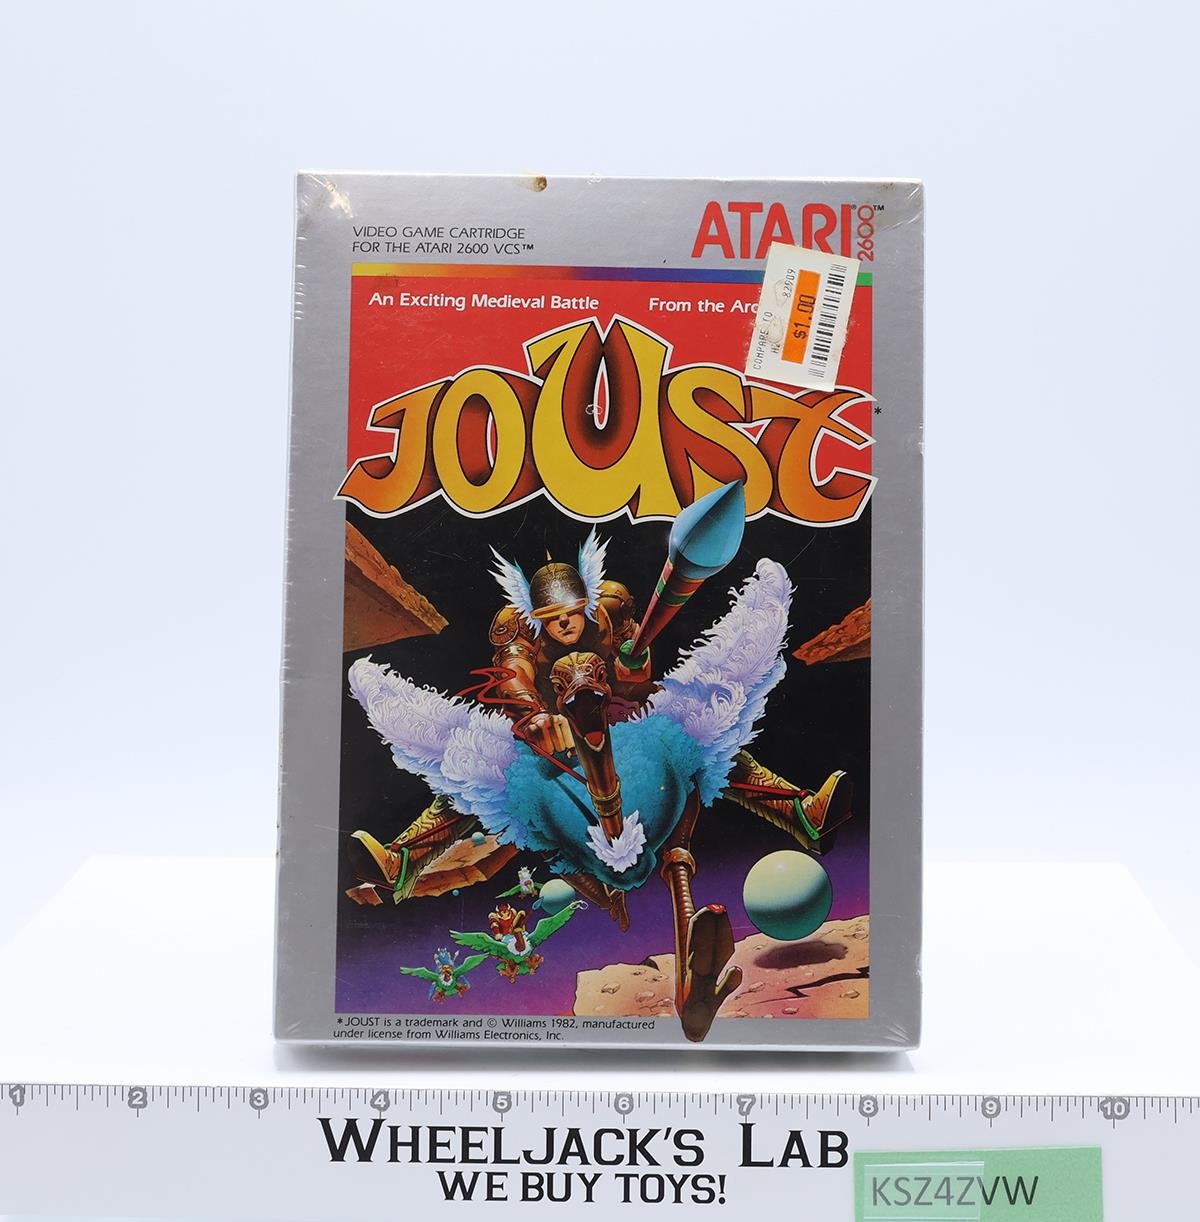 VIDEO GAME CARTRIDGE
FOR THE ATARI 2600 VCS™
ATARI® 2600™
An Exciting Medieval Battle From the
COMPARE TO
82909
$1.00
JOUST*
* JOUST is a trademark and © Williams 1982, manufactured
under license from Williams Electronics, Inc.
1 2 3 4 5 6 7 8 9 10
WHEELJACK'S LAB
WE BUY TOYS!
KSZ4ZVW